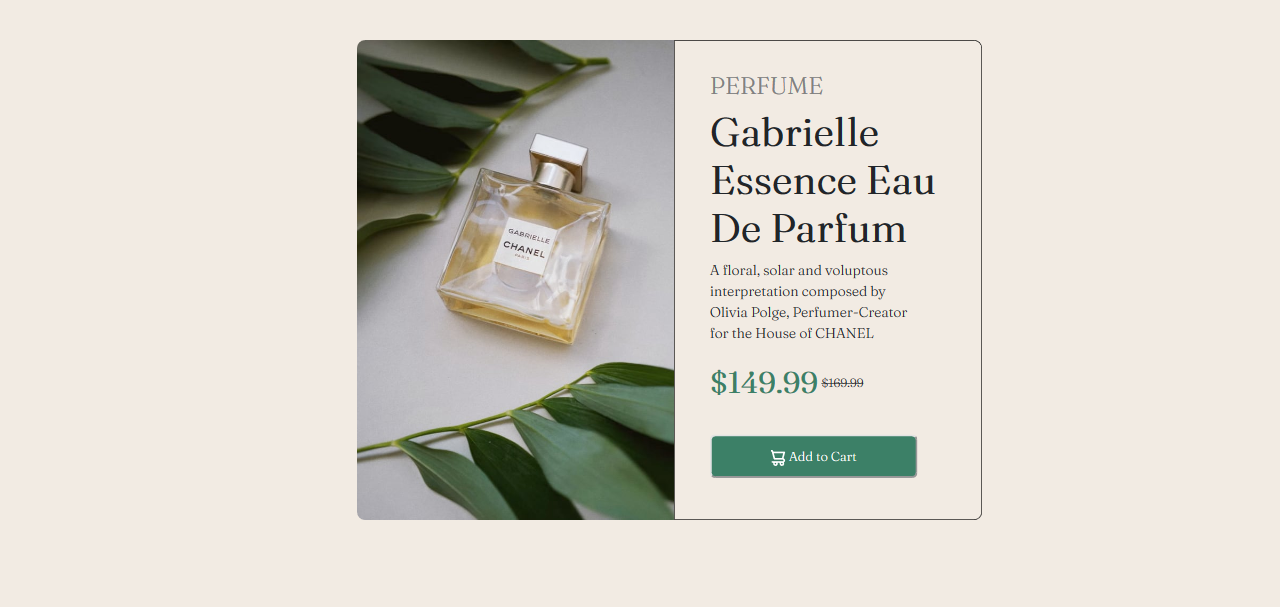 GABRIELLE
CHANEL
PARIS
PERFUME
Gabrielle
Essence Eau
De Parfum
A floral, solar and voluptous
interpretation composed by
Olivia Polge, Perfumer-Creator
for the House of CHANEL
$149.99 $169.99
Add to Cart